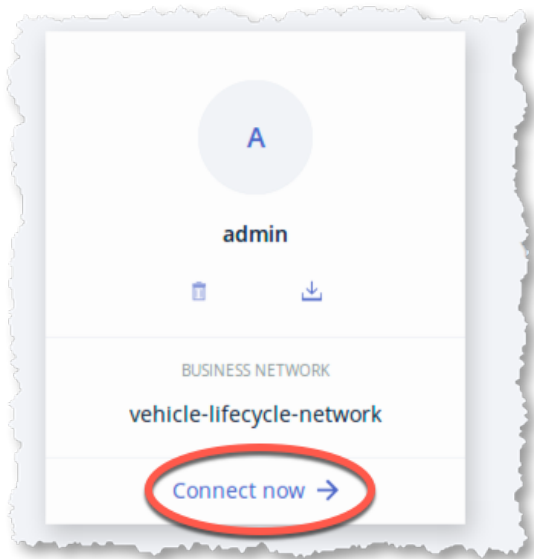 A
admin
BUSINESS NETWORK
vehicle-lifecycle-network
Connect now